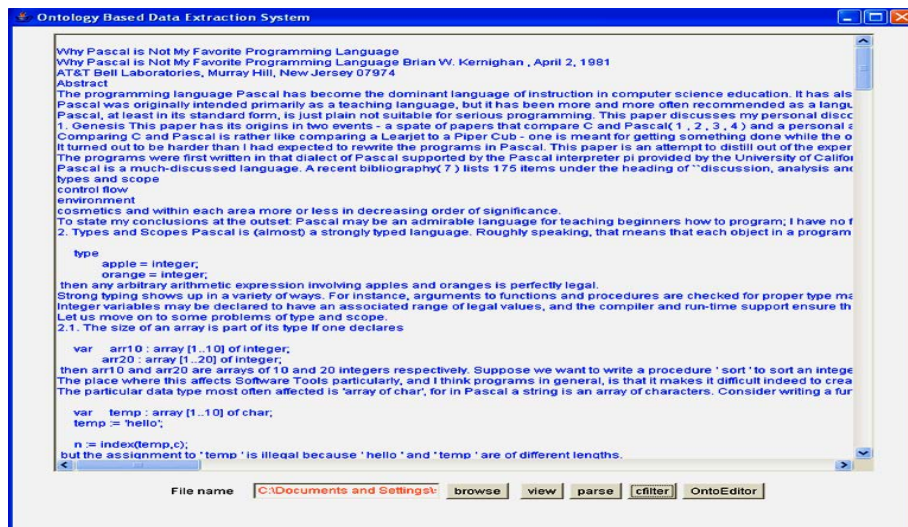 Ontology Based Data Extraction System
Why Pascal is Not My Favorite Programming Language
Why Pascal is Not My Favorite Programming Language Brian W. Kernighan , April 2, 1981
AT&T Bell Laboratories, Murray Hill, New Jersey 07974
Abstract
The programming language Pascal has become the dominant language of instruction in computer science education. It has als
Pascal was originally intended primarily as a teaching language, but it has been more and more often recommended as a langu
Pascal, at least in its standard form, is just plain not suitable for serious programming. This paper discusses my personal disco
1. Genesis This paper has its origins in two events - a spate of papers that compare C and Pascal( 1 , 2 , 3 , 4 ) and a personal a
Comparing C and Pascal is rather like comparing a Learjet to a Piper Cub - one is meant for getting something done while the o
It turned out to be harder than I had expected to rewrite the programs in Pascal. This paper is an attempt to distill out of the exper
The programs were first written in that dialect of Pascal supported by the Pascal interpreter pi provided by the University of Califor
Pascal is a much-discussed language. A recent bibliography( 7 ) lists 175 items under the heading of ``discussion, analysis and
types and scope
control flow
environment
cosmetics and within each area more or less in decreasing order of significance.
To state my conclusions at the outset: Pascal may be an admirable language for teaching beginners how to program; I have no f
2. Types and Scopes Pascal is (almost) a strongly typed language. Roughly speaking, that means that each object in a program
type
apple = integer;
orange = integer;
then any arbitrary arithmetic expression involving apples and oranges is perfectly legal.
Strong typing shows up in a variety of ways. For instance, arguments to functions and procedures are checked for proper type ma
Integer variables may be declared to have an associated range of legal values, and the compiler and run-time support ensure th
Let us move on to some problems of type and scope.
2.1. The size of an array is part of its type If one declares
var arr10 : array [1..10] of integer;
arr20 : array [1..20] of integer;
then arr10 and arr20 are arrays of 10 and 20 integers respectively. Suppose we want to write a procedure ' sort ' to sort an intege
The place where this affects Software Tools particularly, and I think programs in general, is that it makes it difficult indeed to crea
The particular data type most often affected is 'array of char', for in Pascal a string is an array of characters. Consider writing a fur
var temp : array [1..10] of char;
temp := 'hello';
n := index(temp,c);
but the assignment to ' temp ' is illegal because ' hello ' and ' temp ' are of different lengths.
File name C:\Documents and Settings\ browse view parse cfilter OntoEditor